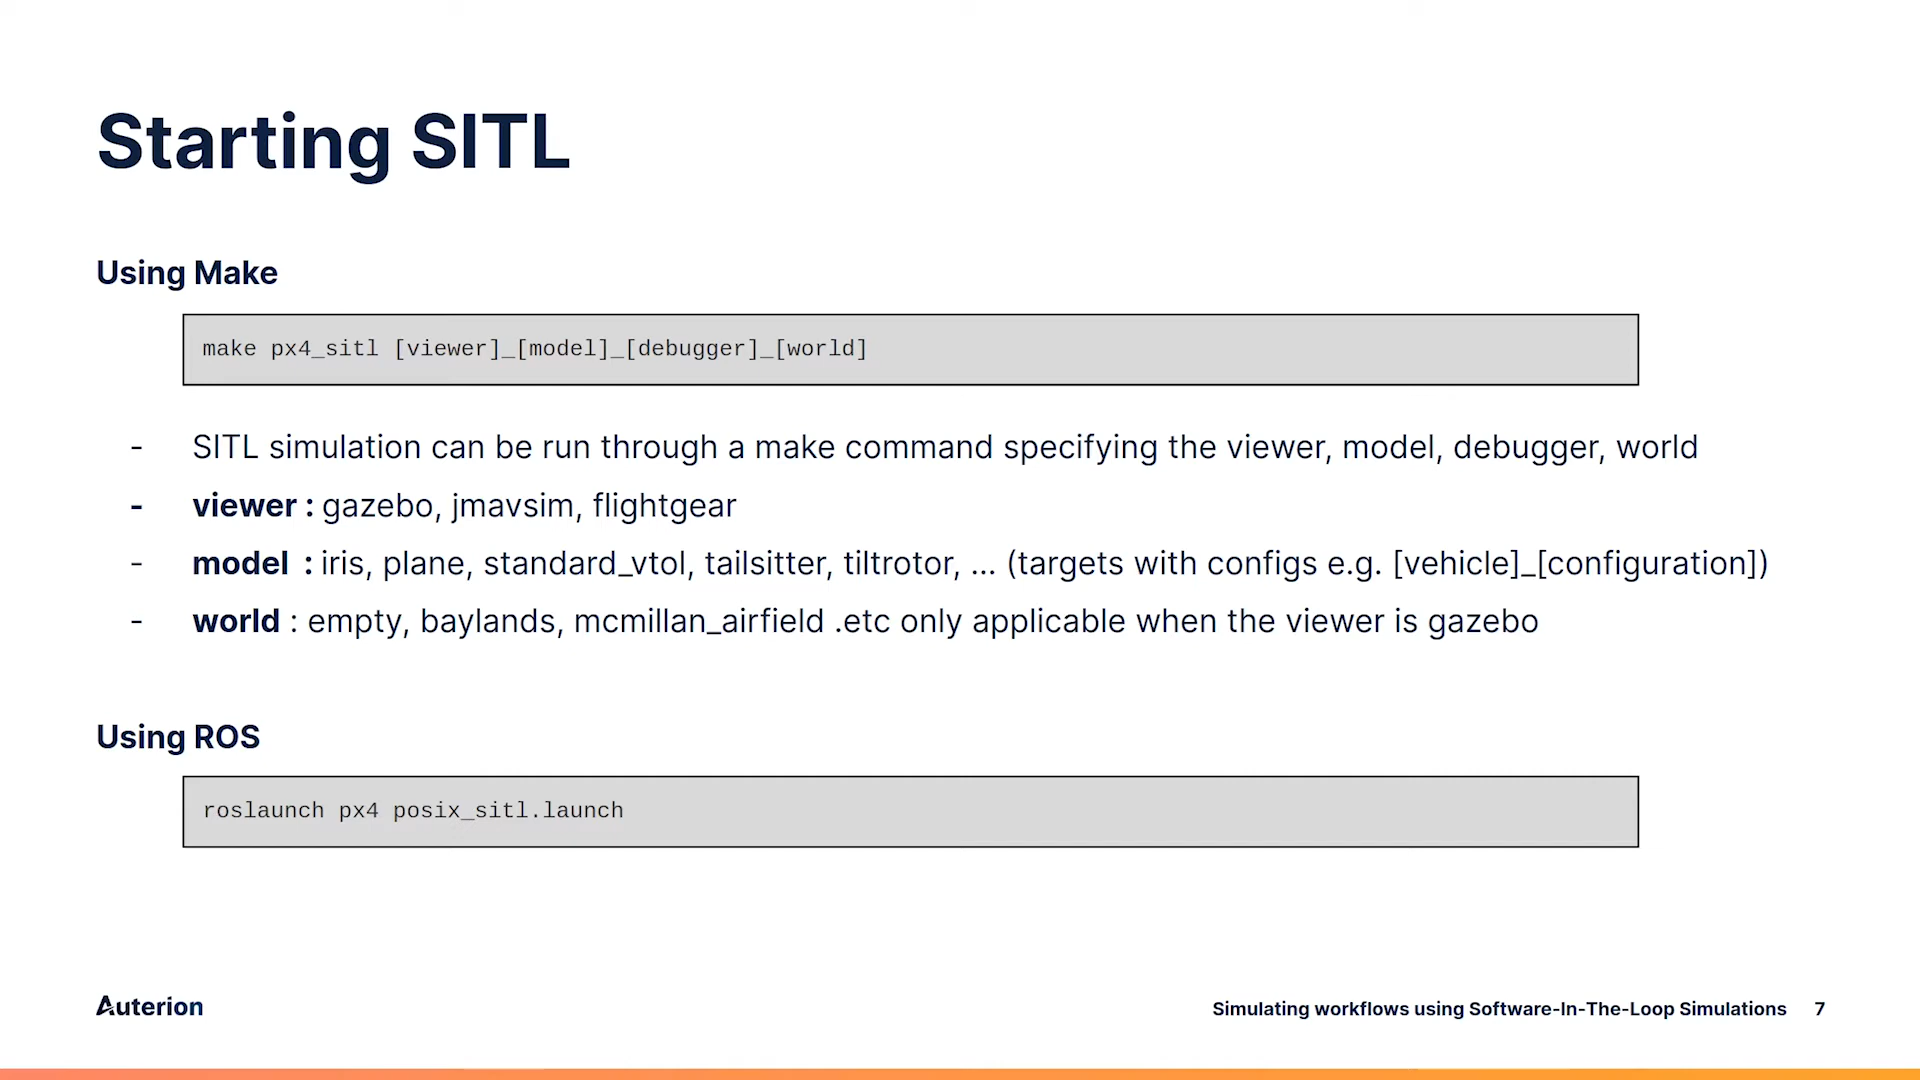 Starting SITL
Using Make
make px4_sitl [viewer]_[model]_[debugger]_[world]
- SITL simulation can be run through a make command specifying the viewer, model, debugger, world
- viewer : gazebo, jmavsim, flightgear
- model : iris, plane, standard_vtol, tailsitter, tiltrotor, ... (targets with configs e.g. [vehicle]_[configuration])
- world : empty, baylands, mcmillan_airfield .etc only applicable when the viewer is gazebo
Using ROS
roslaunch px4 posix_sitl.launch
Auterion
Simulating workflows using Software-In-The-Loop Simulations 7